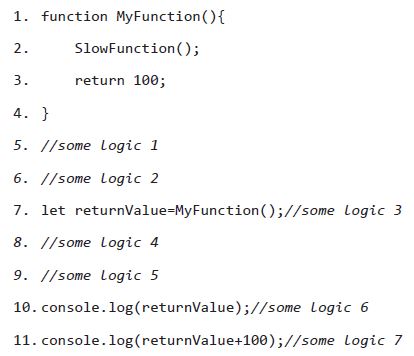 1. function MyFunction(){
2. SlowFunction();
3. return 100;
4. }
5. //some logic 1
6. //some logic 2
7. let returnValue=MyFunction();//some logic 3
8. //some logic 4
9. //some logic 5
10. console.log(returnValue);//some logic 6
11. console.log(returnValue+100);//some logic 7